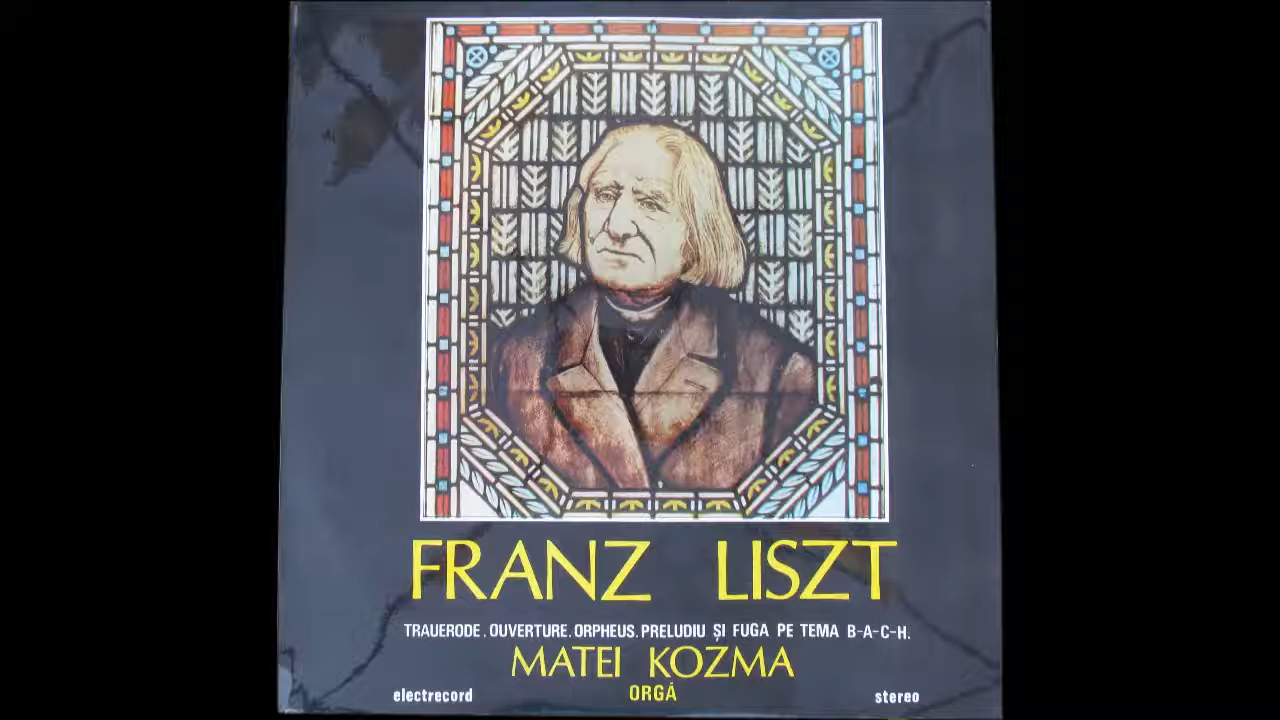 FRANZ LISZT
TRAUERODE. OUVERTURE. ORPHEUS. PRELUDIU ȘI FUGA PE TEMA B-A-C-H.
MATEI KOZMA
ORGĂ
electrecord stereo